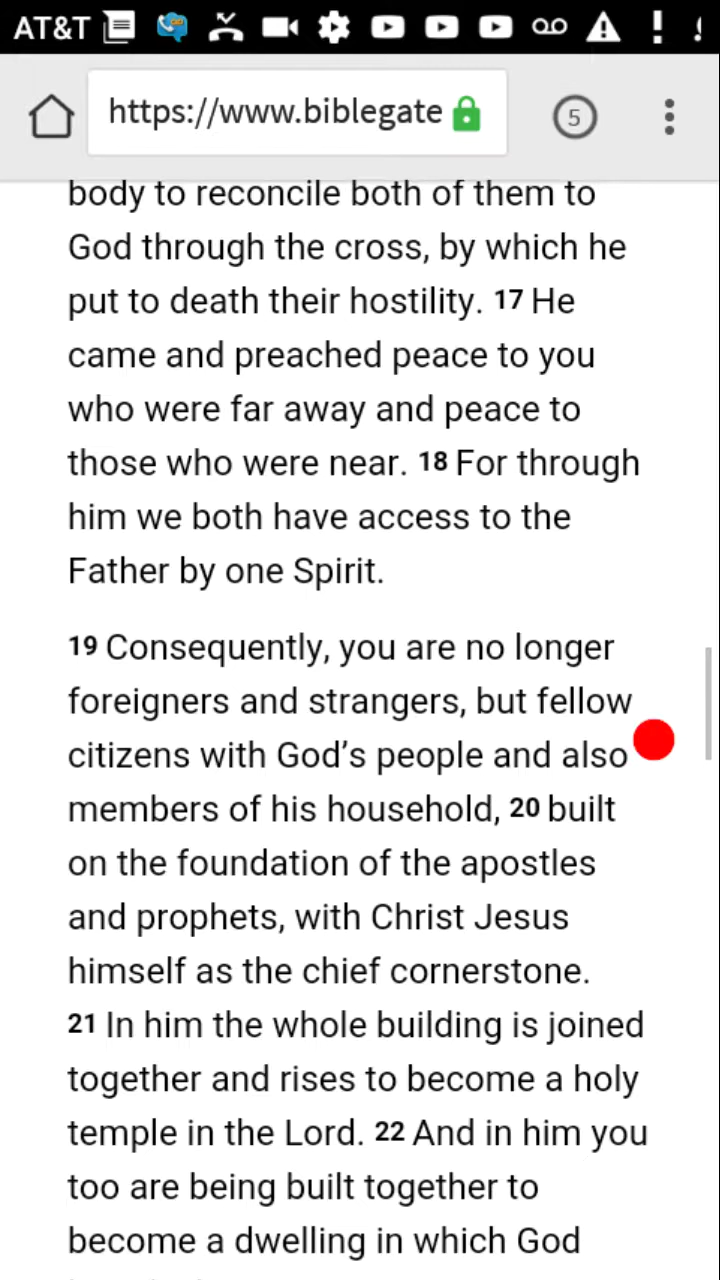 AT&T
https://www.biblegate
5
body to reconcile both of them to
God through the cross, by which he
put to death their hostility. 17 He
came and preached peace to you
who were far away and peace to
those who were near. 18 For through
him we both have access to the
Father by one Spirit.
19 Consequently, you are no longer
foreigners and strangers, but fellow
citizens with God’s people and also
members of his household, 20 built
on the foundation of the apostles
and prophets, with Christ Jesus
himself as the chief cornerstone.
21 In him the whole building is joined
together and rises to become a holy
temple in the Lord. 22 And in him you
too are being built together to
become a dwelling in which God